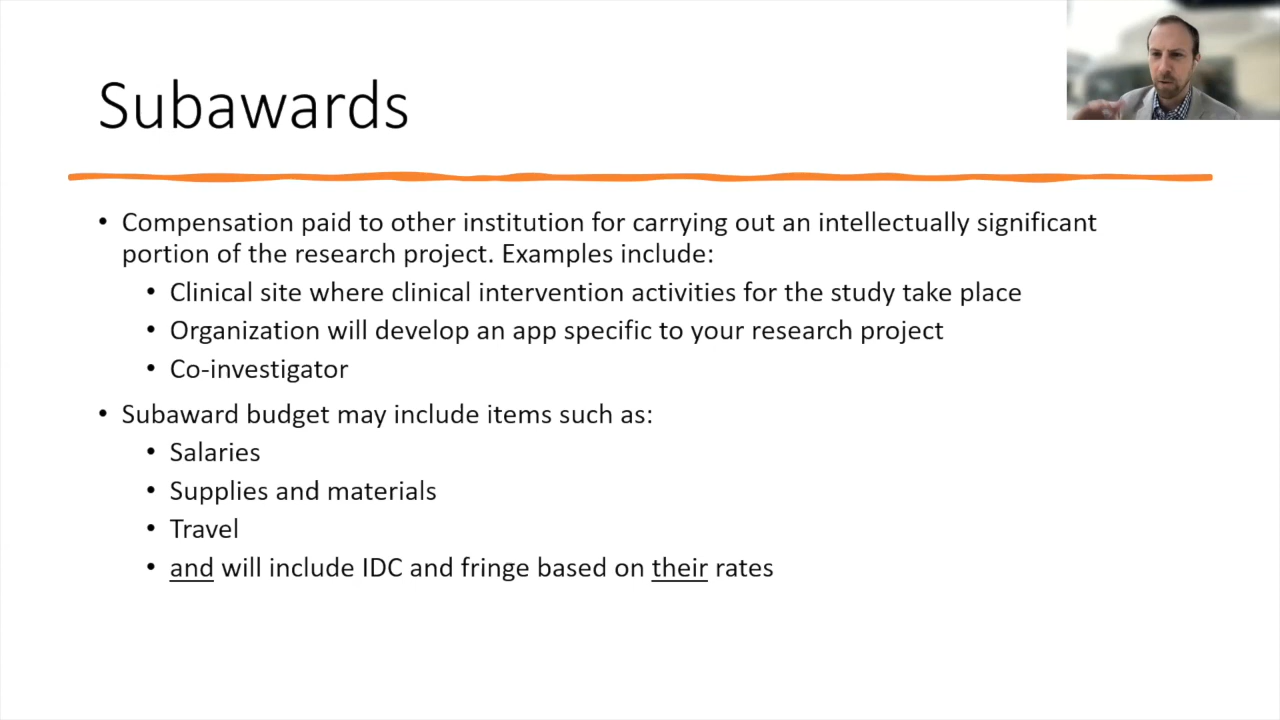 Subawards
• Compensation paid to other institution for carrying out an intellectually significant
portion of the research project. Examples include:
• Clinical site where clinical intervention activities for the study take place
• Organization will develop an app specific to your research project
• Co-investigator
• Subaward budget may include items such as:
• Salaries
• Supplies and materials
• Travel
• and will include IDC and fringe based on their rates